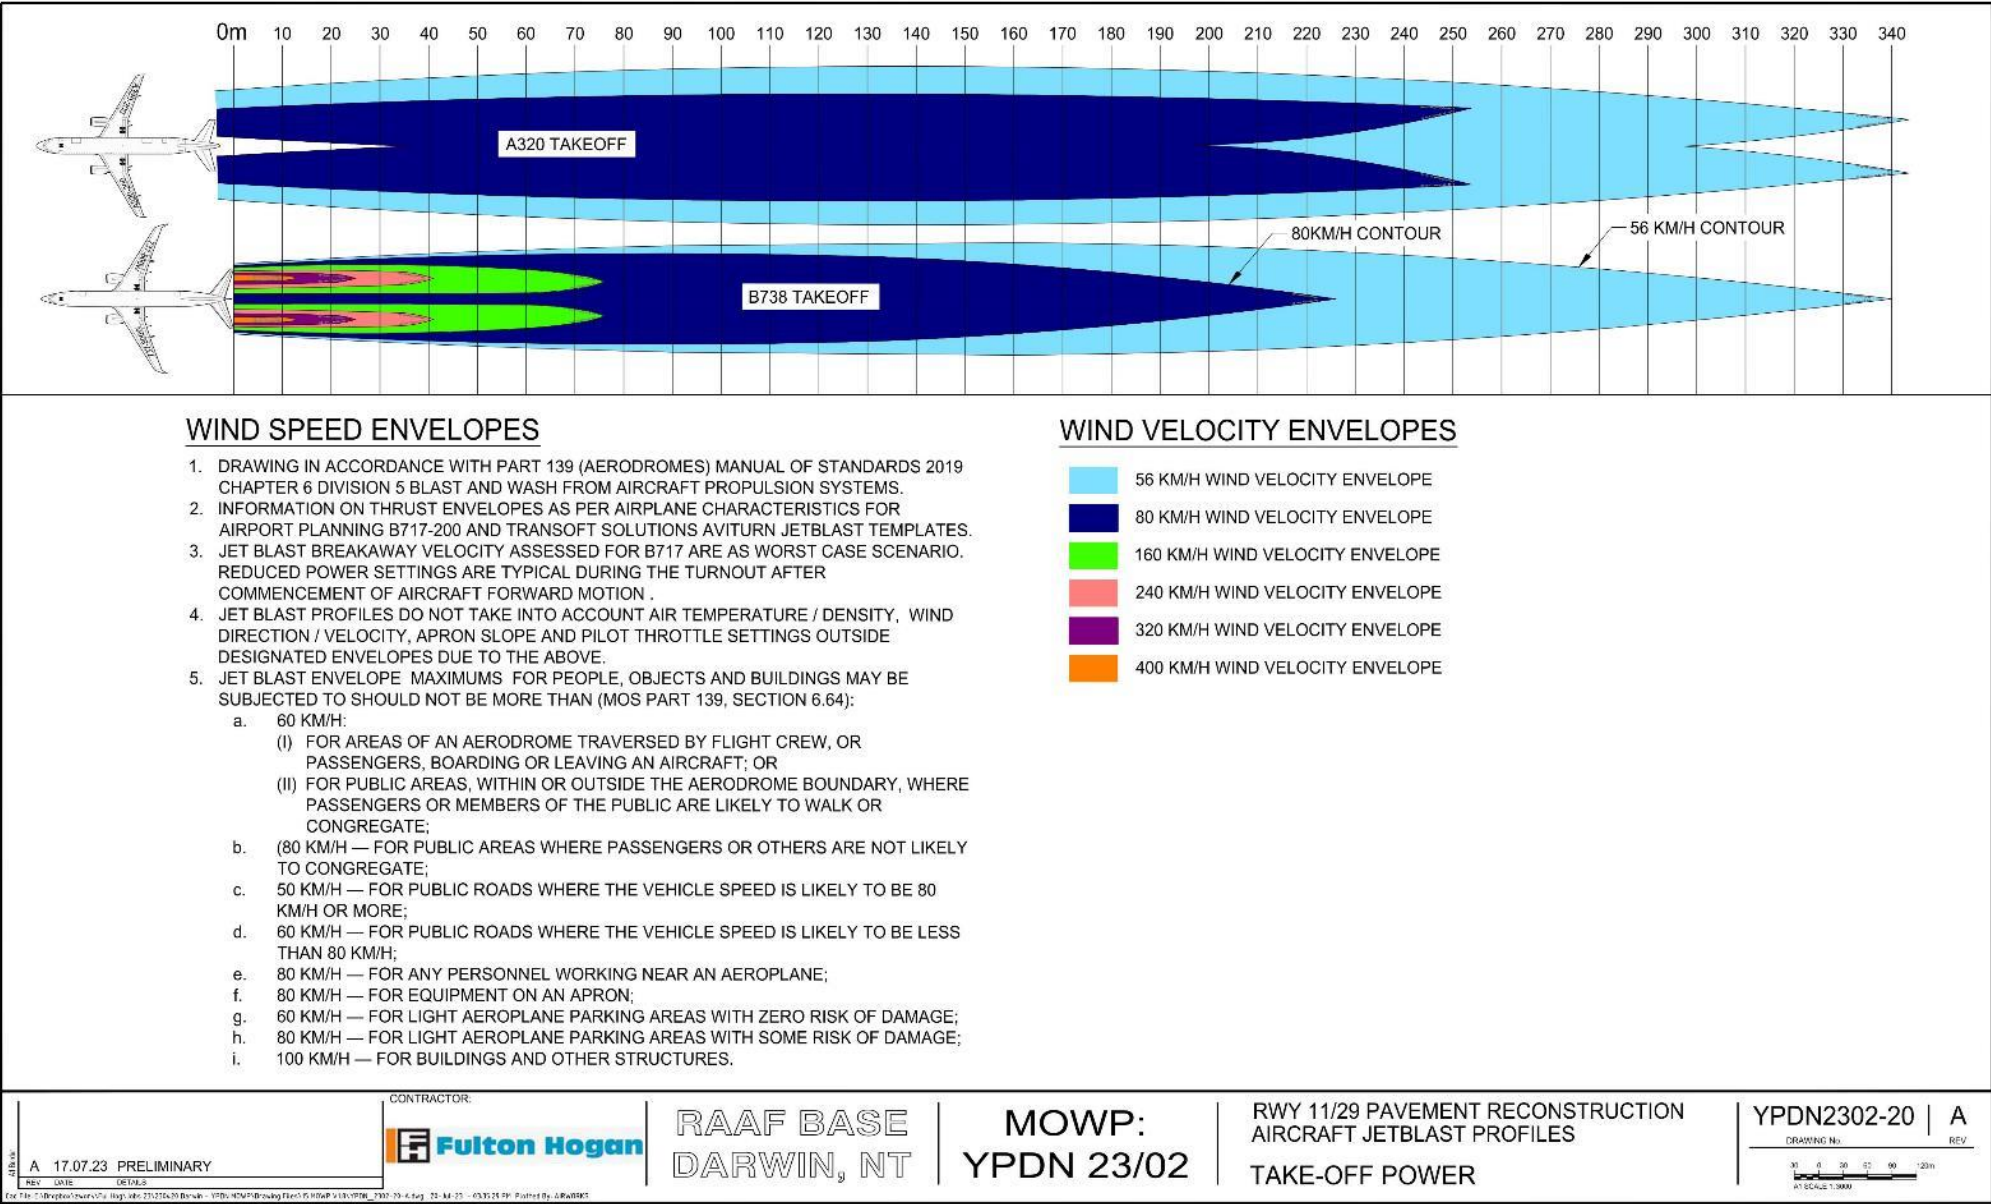 0m 10 20 30 40 50 60 70 80 90 100 110 120 130 140 150 160 170 180 190 200 210 220 230 240 250 260 270 280 290 300 310 320 330 340
A320 TAKEOFF
80KM/H CONTOUR
56 KM/H CONTOUR
B738 TAKEOFF
WIND SPEED ENVELOPES
1. DRAWING IN ACCORDANCE WITH PART 139 (AERODROMES) MANUAL OF STANDARDS 2019
CHAPTER 6 DIVISION 5 BLAST AND WASH FROM AIRCRAFT PROPULSION SYSTEMS.
2. INFORMATION ON THRUST ENVELOPES AS PER AIRPLANE CHARACTERISTICS FOR
AIRPORT PLANNING B717-200 AND TRANSOFT SOLUTIONS AVITURN JETBLAST TEMPLATES.
3. JET BLAST BREAKAWAY VELOCITY ASSESSED FOR B717 ARE AS WORST CASE SCENARIO.
REDUCED POWER SETTINGS ARE TYPICAL DURING THE TURNOUT AFTER
COMMENCEMENT OF AIRCRAFT FORWARD MOTION .
4. JET BLAST PROFILES DO NOT TAKE INTO ACCOUNT AIR TEMPERATURE / DENSITY, WIND
DIRECTION / VELOCITY, APRON SLOPE AND PILOT THROTTLE SETTINGS OUTSIDE
DESIGNATED ENVELOPES DUE TO THE ABOVE.
5. JET BLAST ENVELOPE MAXIMUMS FOR PEOPLE, OBJECTS AND BUILDINGS MAY BE
SUBJECTED TO SHOULD NOT BE MORE THAN (MOS PART 139, SECTION 6.64):
a. 60 KM/H:
(I) FOR AREAS OF AN AERODROME TRAVERSED BY FLIGHT CREW, OR
PASSENGERS, BOARDING OR LEAVING AN AIRCRAFT; OR
(II) FOR PUBLIC AREAS, WITHIN OR OUTSIDE THE AERODROME BOUNDARY, WHERE
PASSENGERS OR MEMBERS OF THE PUBLIC ARE LIKELY TO WALK OR
CONGREGATE;
b. (80 KM/H — FOR PUBLIC AREAS WHERE PASSENGERS OR OTHERS ARE NOT LIKELY
TO CONGREGATE;
c. 50 KM/H — FOR PUBLIC ROADS WHERE THE VEHICLE SPEED IS LIKELY TO BE 80
KM/H OR MORE;
d. 60 KM/H — FOR PUBLIC ROADS WHERE THE VEHICLE SPEED IS LIKELY TO BE LESS
THAN 80 KM/H;
e. 80 KM/H — FOR ANY PERSONNEL WORKING NEAR AN AEROPLANE;
f. 80 KM/H — FOR EQUIPMENT ON AN APRON;
g. 60 KM/H — FOR LIGHT AEROPLANE PARKING AREAS WITH ZERO RISK OF DAMAGE;
h. 80 KM/H — FOR LIGHT AEROPLANE PARKING AREAS WITH SOME RISK OF DAMAGE;
i. 100 KM/H — FOR BUILDINGS AND OTHER STRUCTURES.
WIND VELOCITY ENVELOPES
56 KM/H WIND VELOCITY ENVELOPE
80 KM/H WIND VELOCITY ENVELOPE
160 KM/H WIND VELOCITY ENVELOPE
240 KM/H WIND VELOCITY ENVELOPE
320 KM/H WIND VELOCITY ENVELOPE
400 KM/H WIND VELOCITY ENVELOPE
A 17.07.23 PRELIMINARY
REV DATE DETAILS
CONTRACTOR:
Fulton Hogan
RAAF BASE
DARWIN, NT
MOWP:
YPDN 23/02
RWY 11/29 PAVEMENT RECONSTRUCTION
AIRCRAFT JETBLAST PROFILES
TAKE-OFF POWER
YPDN2302-20 A
DRAWING No. REV
30 0 30 60 90 120m
A1 SCALE 1:3000